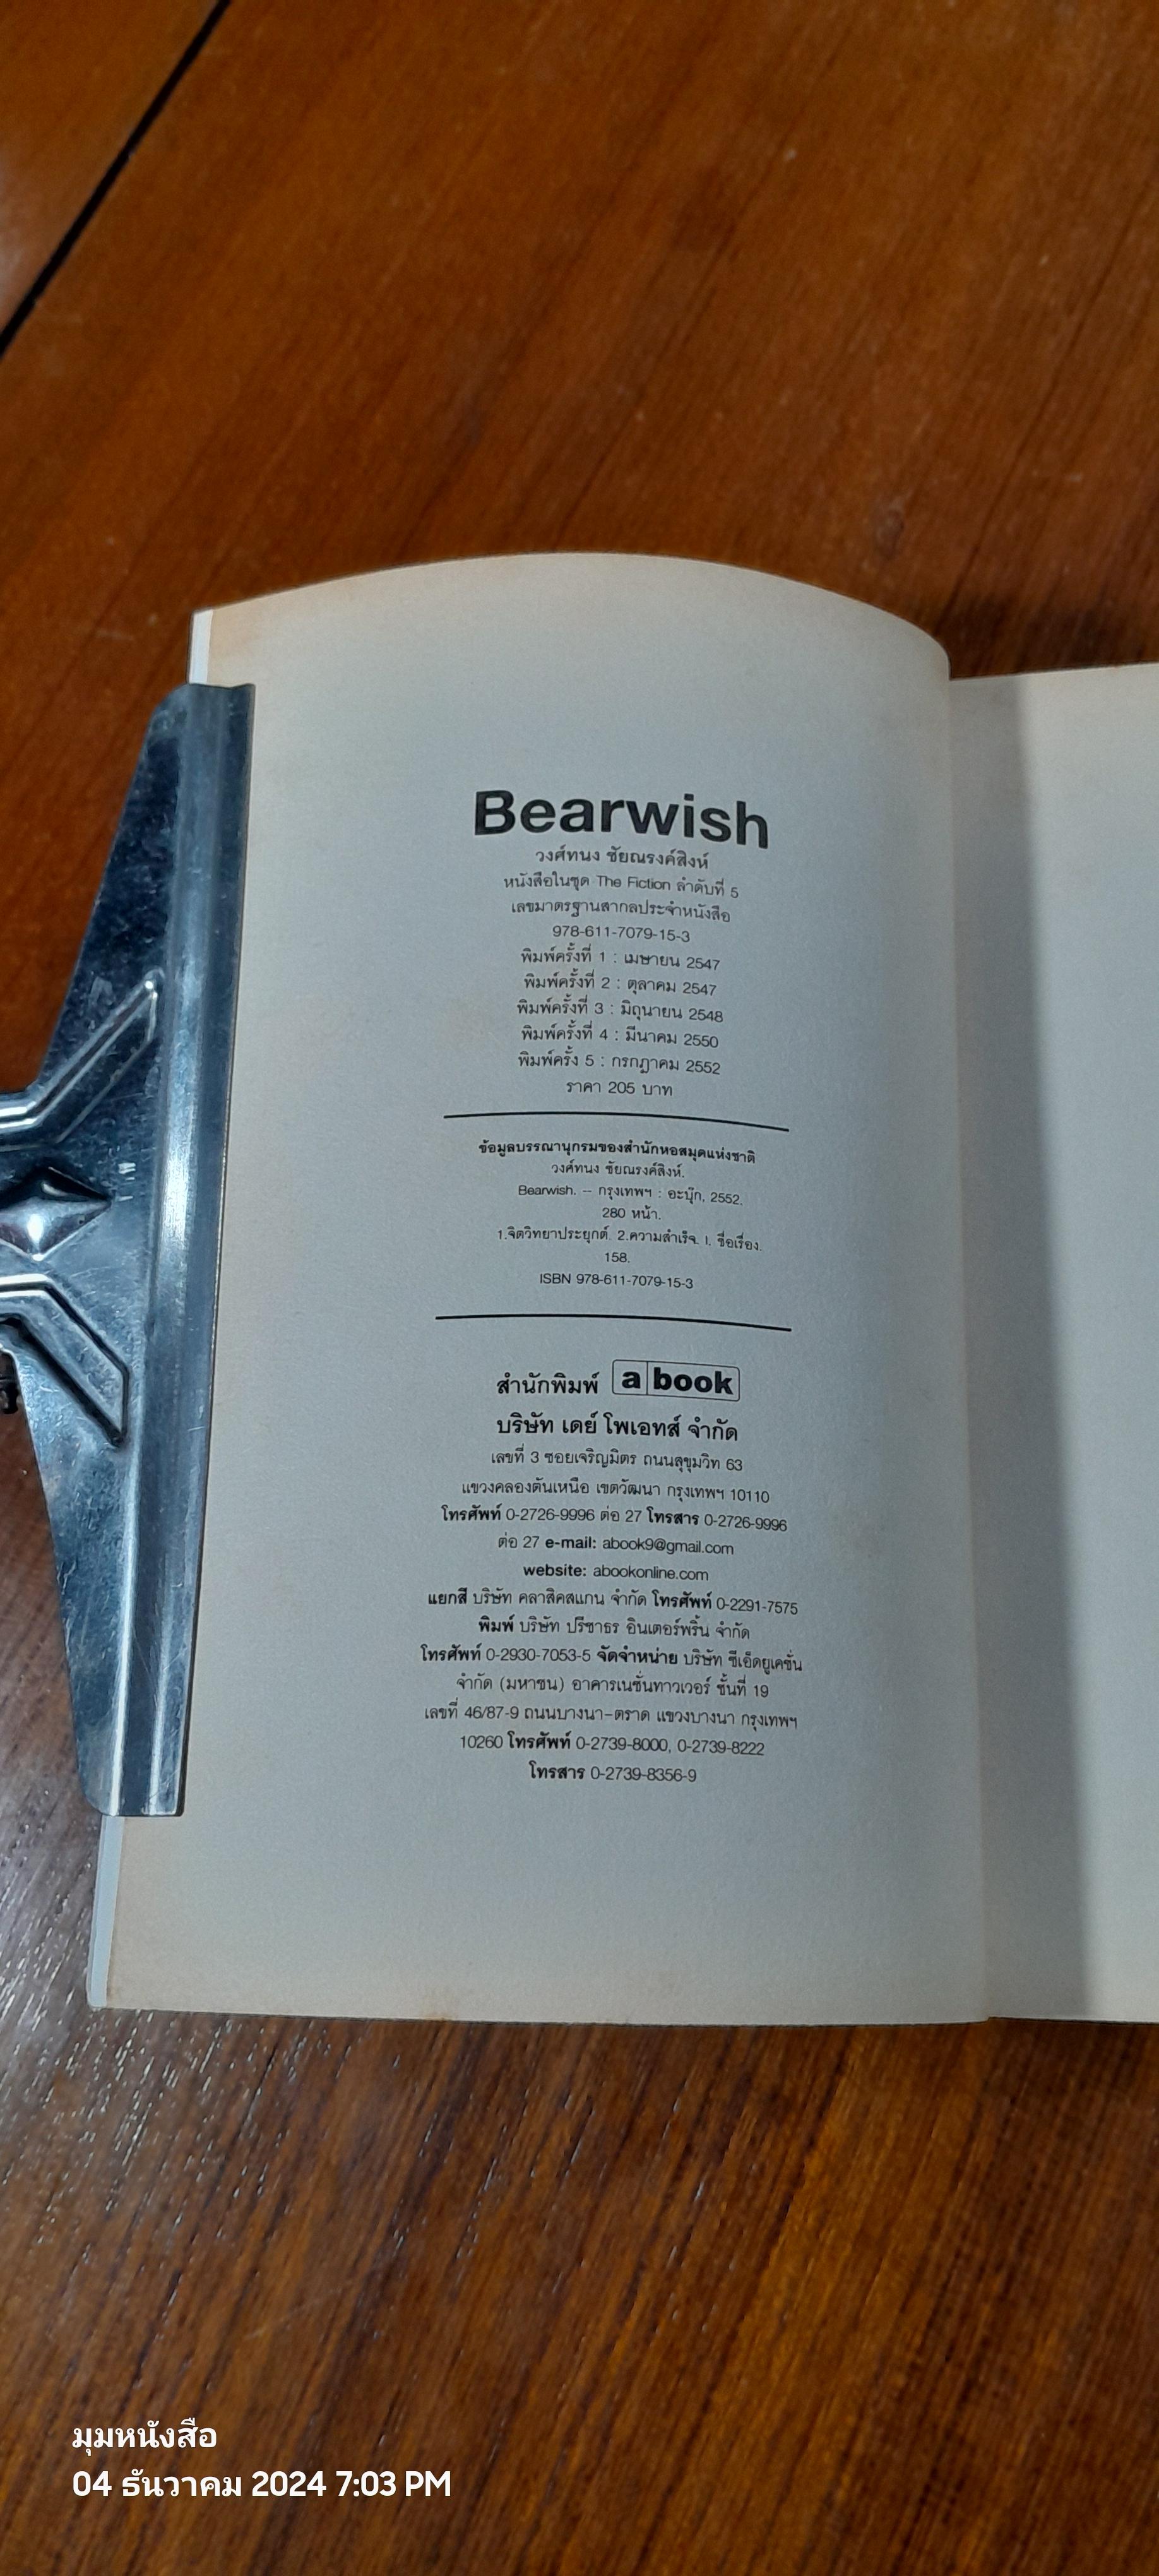 Bearwish
วงศ์ทนง ชัยณรงค์สิงห์
หนังสือในชุด The Fiction ลำดับที่ 5
เลขมาตรฐานสากลประจำหนังสือ
978-611-7079-15-3
พิมพ์ครั้งที่ 1 : เมษายน 2547
พิมพ์ครั้งที่ 2 : ตุลาคม 2547
พิมพ์ครั้งที่ 3 : มิถุนายน 2548
พิมพ์ครั้งที่ 4 : มีนาคม 2550
พิมพ์ครั้ง 5 : กรกฎาคม 2552
ราคา 205 บาท
ข้อมูลบรรณานุกรมของสำนักหอสมุดแห่งชาติ
วงศ์ทนง ชัยณรงค์สิงห์.
Bearwish. -- กรุงเทพฯ : อะบุ๊ก, 2552.
280 หน้า.
1.จิตวิทยาประยุกต์. 2.ความสำเร็จ. I. ชื่อเรื่อง.
158.
ISBN 978-611-7079-15-3
สำนักพิมพ์ a book
บริษัท เดย์ โพเอทส์ จำกัด
เลขที่ 3 ซอยเจริญมิตร ถนนสุขุมวิท 63
แขวงคลองตันเหนือ เขตวัฒนา กรุงเทพฯ 10110
โทรศัพท์ 0-2726-9996 ต่อ 27 โทรสาร 0-2726-9996
ต่อ 27 e-mail: abook9@gmail.com
website: abookonline.com
แยกสี บริษัท คลาสิคสแกน จำกัด โทรศัพท์ 0-2291-7575
พิมพ์ บริษัท ปรีชาธร อินเตอร์พริ้น จำกัด
โทรศัพท์ 0-2930-7053-5 จัดจำหน่าย บริษัท ซีเอ็ดยูเคชั่น
จำกัด (มหาชน) อาคารเนชั่นทาวเวอร์ ชั้นที่ 19
เลขที่ 46/87-9 ถนนบางนา-ตราด แขวงบางนา กรุงเทพฯ
10260 โทรศัพท์ 0-2739-8000, 0-2739-8222
โทรสาร 0-2739-8356-9
มุมหนังสือ
04 ธันวาคม 2024 7:03 PM